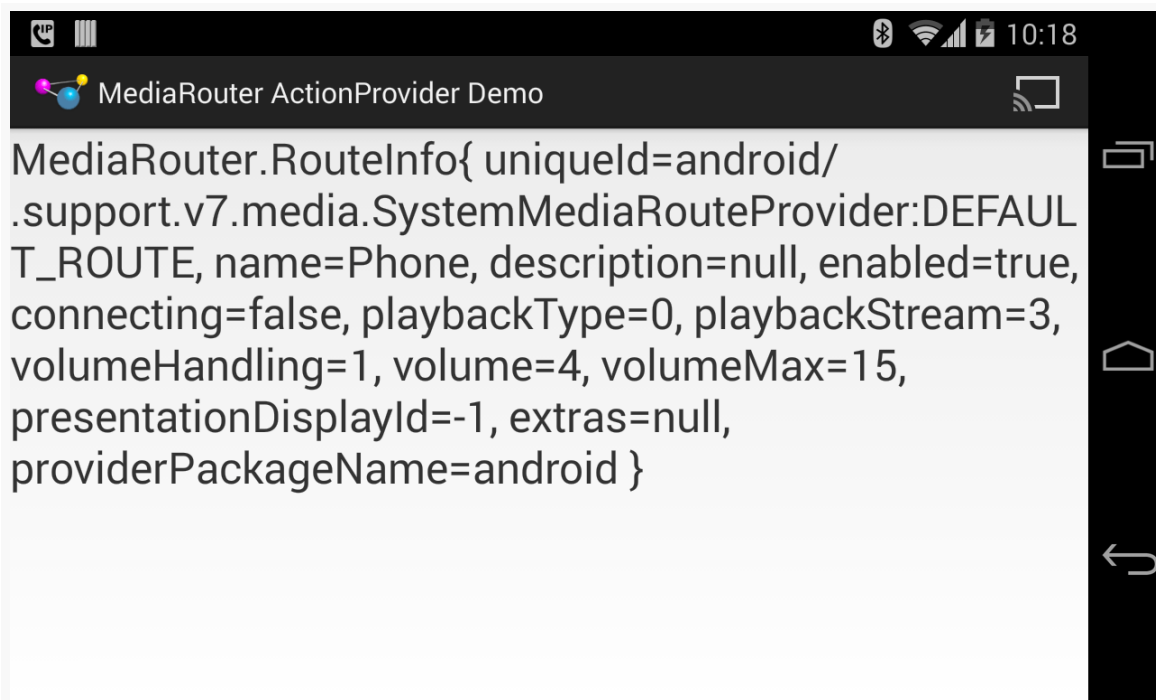 IP
10:18
MediaRouter ActionProvider Demo
MediaRouter.RouteInfo{ uniqueId=android/
.support.v7.media.SystemMediaRouteProvider:DEFAUL
T_ROUTE, name=Phone, description=null, enabled=true,
connecting=false, playbackType=0, playbackStream=3,
volumeHandling=1, volume=4, volumeMax=15,
presentationDisplayId=-1, extras=null,
providerPackageName=android }